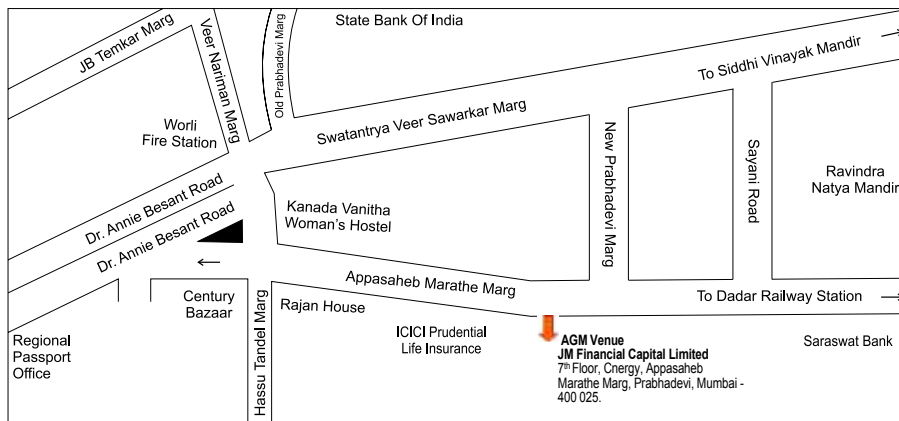 JB Temkar Marg
Veer Nariman Marg
Old Prabhadevi Marg
State Bank Of India
To Siddhi Vinayak Mandir
Worli
Fire Station
Swatantrya Veer Sawarkar Marg
New Prabhadevi Marg
Sayani Road
Ravindra
Natya Mandir
Dr. Annie Besant Road
Dr. Annie Besant Road
Kanada Vanitha
Woman's Hostel
Appasaheb Marathe Marg
To Dadar Railway Station
Century
Bazaar
Hassu Tandel Marg
Rajan House
Regional
Passport
Office
ICICI Prudential
Life Insurance
Saraswat Bank
AGM Venue
JM Financial Capital Limited
7th Floor, Cnergy, Appasaheb
Marathe Marg, Prabhadevi, Mumbai -
400 025.